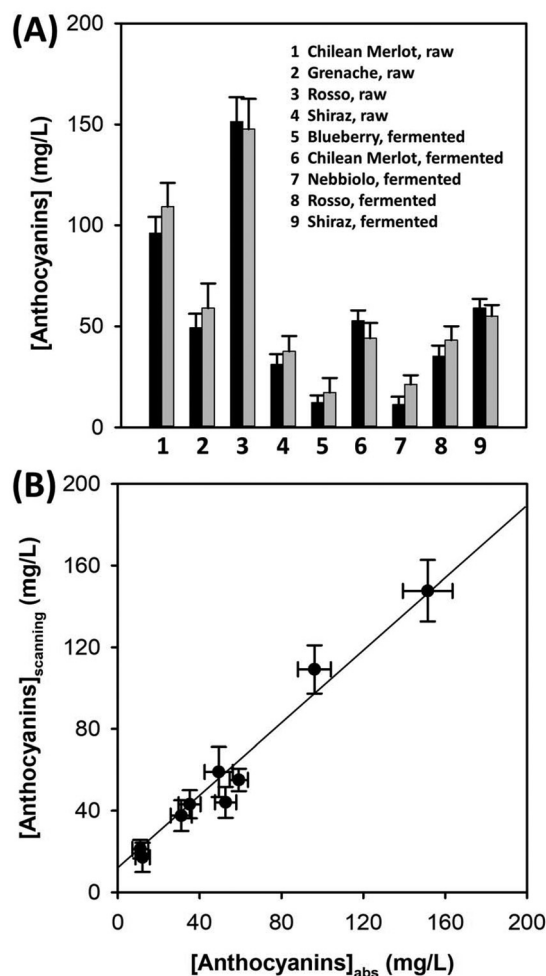 (A)
200
150
100
50
0
[Anthocyanins] (mg/L)
1 Chilean Merlot, raw
2 Grenache, raw
3 Rosso, raw
4 Shiraz, raw
5 Blueberry, fermented
6 Chilean Merlot, fermented
7 Nebbiolo, fermented
8 Rosso, fermented
9 Shiraz, fermented
1 2 3 4 5 6 7 8 9
(B)
200
160
120
80
40
0
[Anthocyanins]scanning (mg/L)
0 40 80 120 160 200
[Anthocyanins]abs (mg/L)